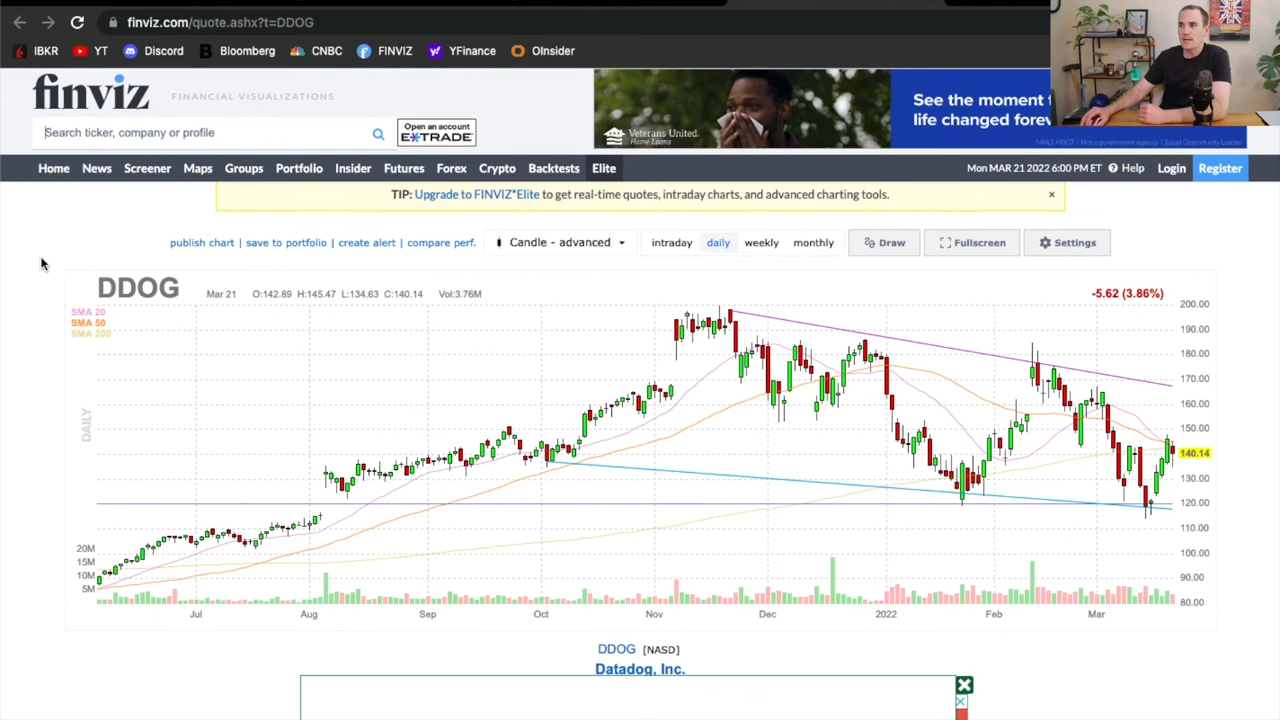 finviz.com/quote.ashx?t=DDOG
IBKR YT Discord Bloomberg CNBC FINVIZ YFinance OInsider
finviz FINANCIAL VISUALIZATIONS
Search ticker, company or profile
Open an account
E*TRADE
Veterans United
Home Loans
See the moment
life changed forev
Home News Screener Maps Groups Portfolio Insider Futures Forex Crypto Backtests Elite
Mon MAR 21 2022 6:00 PM ET Help Login Register
TIP: Upgrade to FINVIZ*Elite to get real-time quotes, intraday charts, and advanced charting tools. ×
publish chart | save to portfolio | create alert | compare perf. Candle - advanced intraday daily weekly monthly Draw Fullscreen Settings
DDOG Mar 21 O:142.89 H:145.47 L:134.63 C:140.14 Vol:3.76M -5.62 (3.86%)
SMA 20
SMA 50
SMA 200
DAILY
200.00
190.00
180.00
170.00
160.00
150.00
140.14
130.00
120.00
110.00
100.00
90.00
80.00
20M
15M
10M
5M
Jul Aug Sep Oct Nov Dec 2022 Feb Mar
DDOG [NASD]
Datadog, Inc.